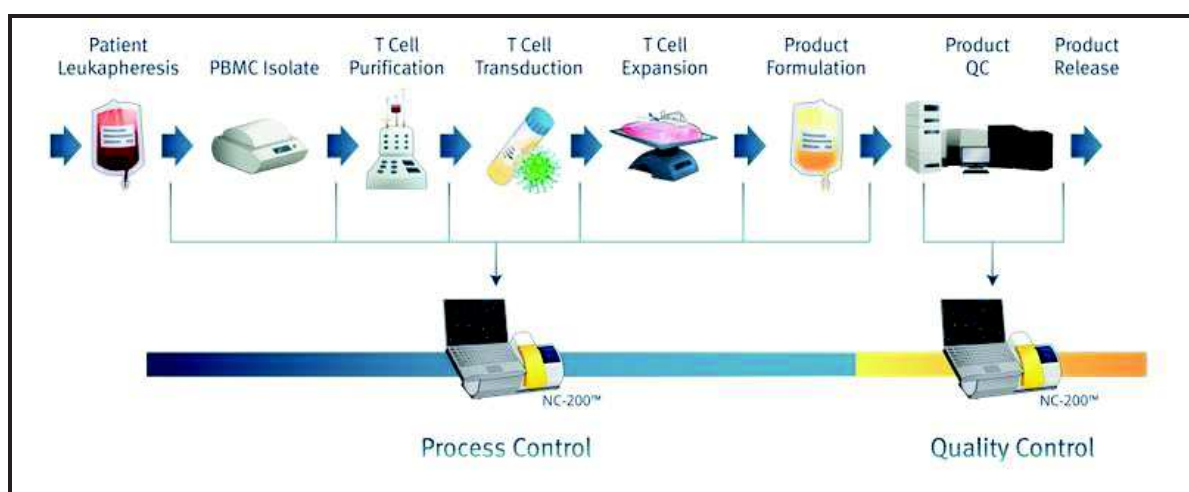 Patient
Leukapheresis
PBMC Isolate
T Cell
Purification
T Cell
Transduction
T Cell
Expansion
Product
Formulation
Product
QC
Product
Release
NC-200™
NC-200™
Process Control
Quality Control